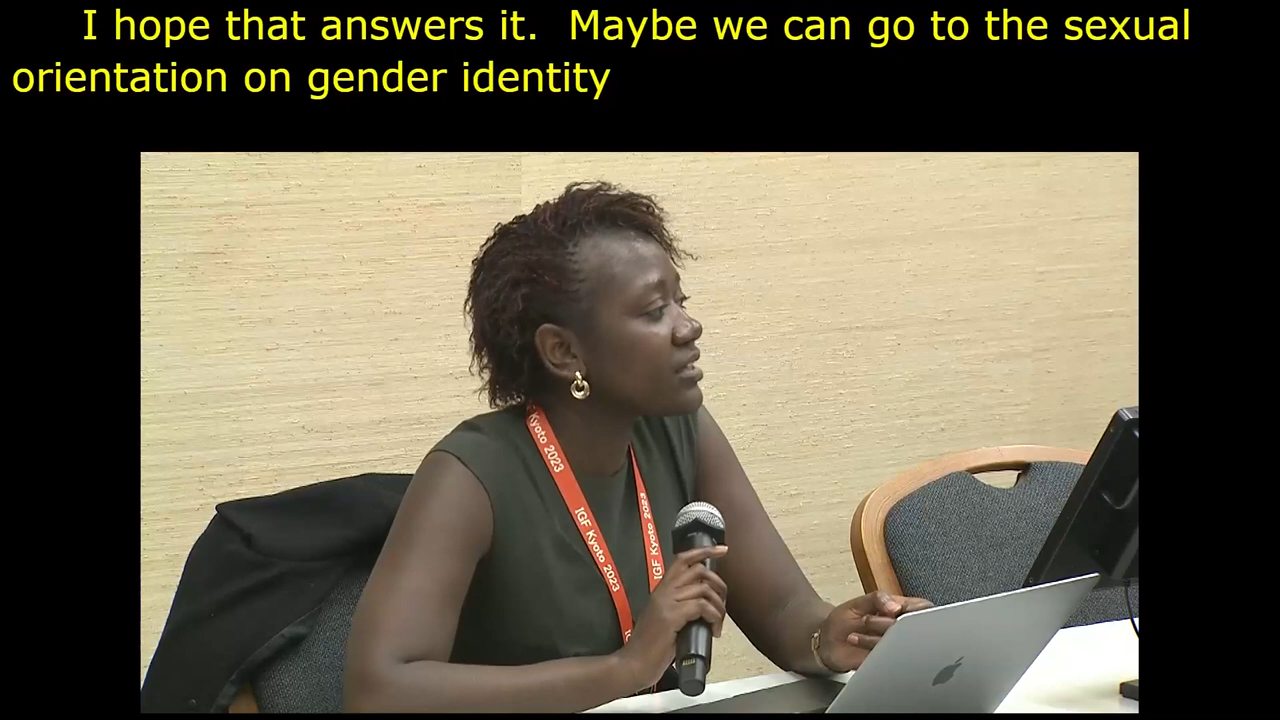 I hope that answers it.  Maybe we can go to the sexual
orientation on gender identity
Kyoto 2023
IGF Kyoto 2023
IGF Kyoto 2023